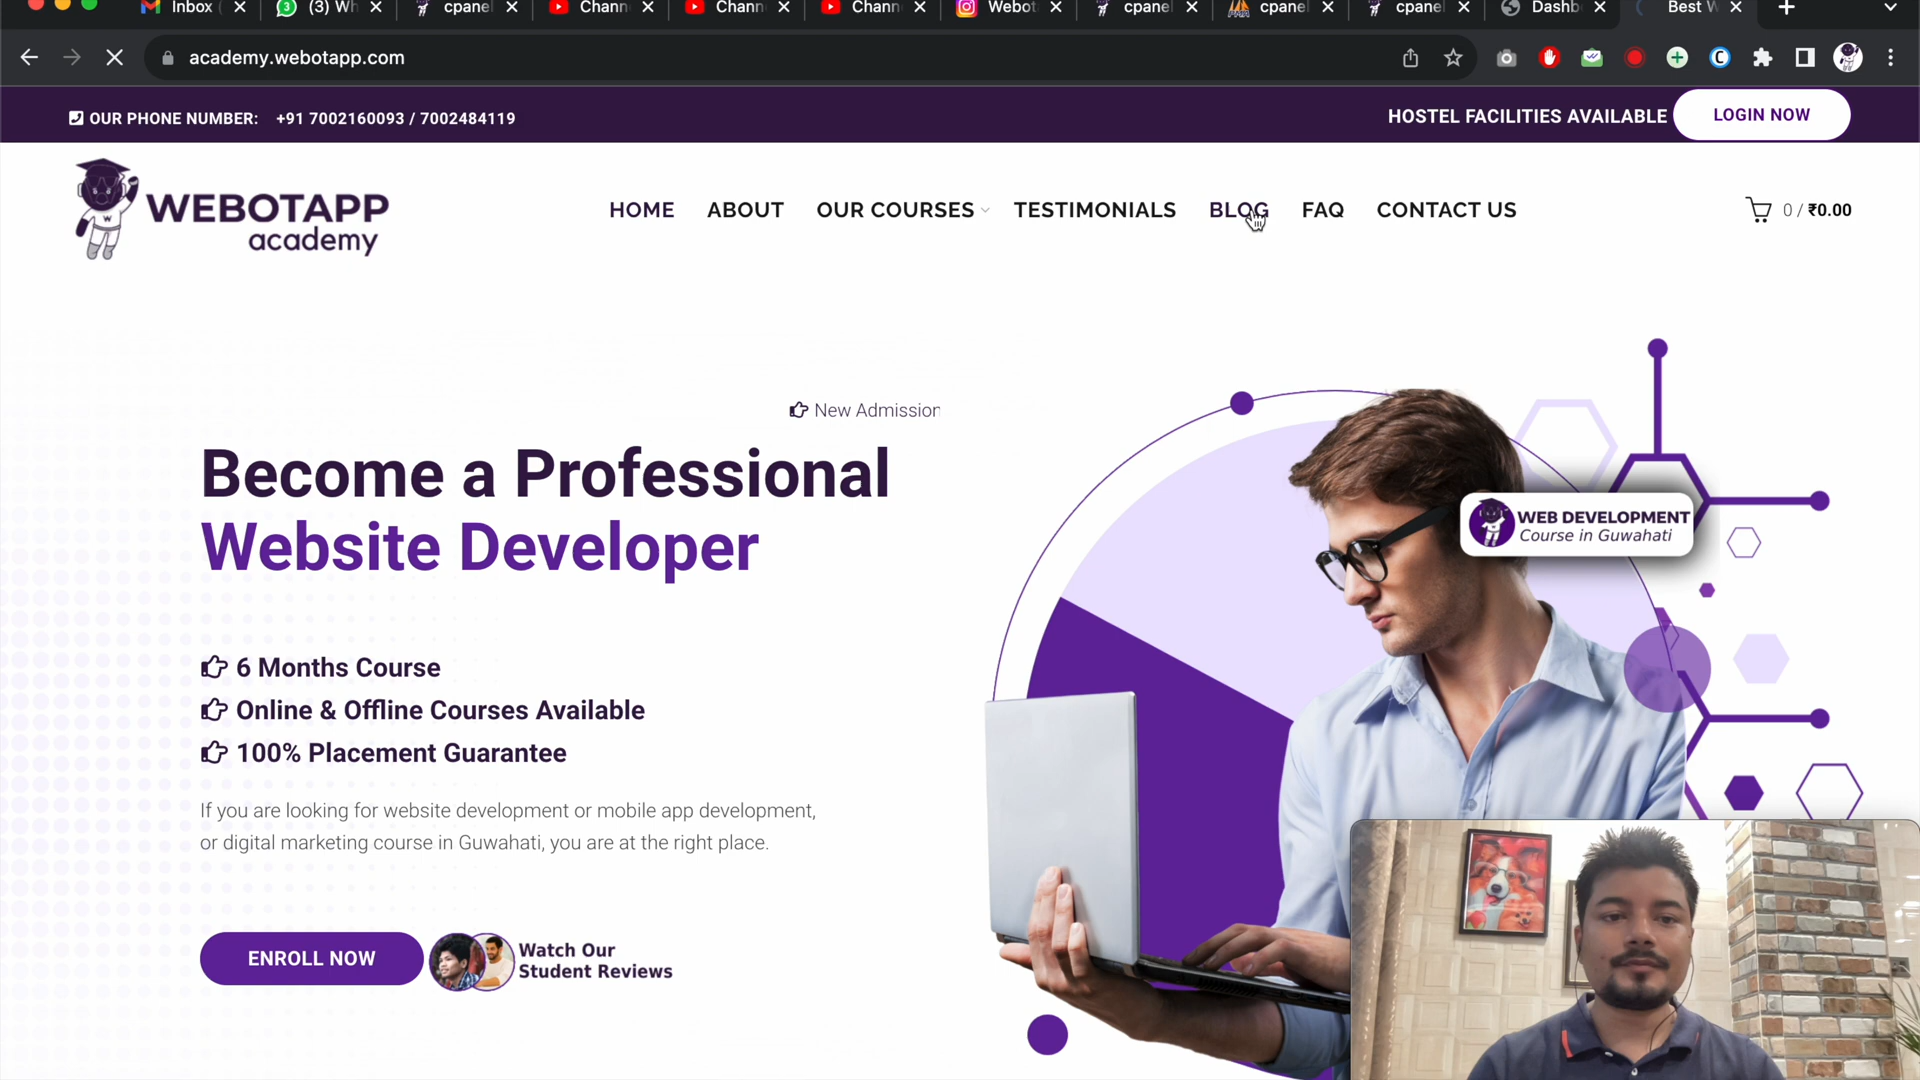 Inbox (
(3) Wh
cpanel
Chann
Chann
Chann
Webot
cpanel
cpanel
cpanel
Dashb
Best W
academy.webotapp.com
OUR PHONE NUMBER: +91 7002160093 / 7002484119
HOSTEL FACILITIES AVAILABLE
LOGIN NOW
WEBOTAPP
academy
HOME
ABOUT
OUR COURSES
TESTIMONIALS
BLOG
FAQ
CONTACT US
0 / ₹0.00
New Admission
Become a Professional
Website Developer
WEB DEVELOPMENT
Course in Guwahati
6 Months Course
Online & Offline Courses Available
100% Placement Guarantee
If you are looking for website development or mobile app development,
or digital marketing course in Guwahati, you are at the right place.
ENROLL NOW
Watch Our
Student Reviews